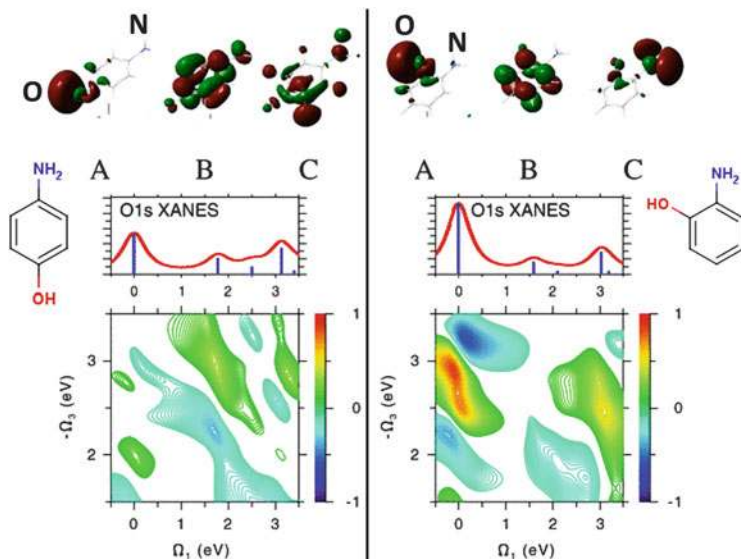 N
O
A B C
NH₂
OH
O1s XANES
0 1 2 3
3
2
-Ω₃ (eV)
0 1 2 3
Ω₁ (eV)
1
0
-1
O
N
A B C
NH₂
HO
O1s XANES
0 1 2 3
3
2
-Ω₃ (eV)
0 1 2 3
Ω₁ (eV)
1
0
-1